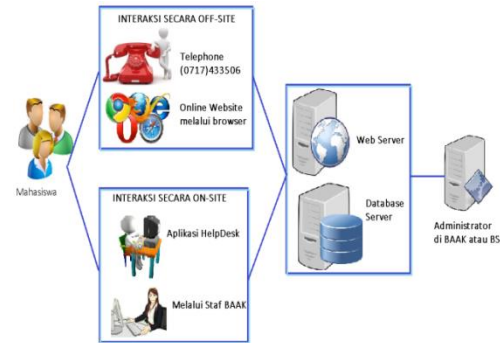 INTERAKSI SECARA OFF-SITE
Telephone
(0717)433506
Online Website
melalui browser
Mahasiswa
INTERAKSI SECARA ON-SITE
Aplikasi HelpDesk
Melalui Staf BAAK
Web Server
Database
Server
Administrator
di BAAK atau BS